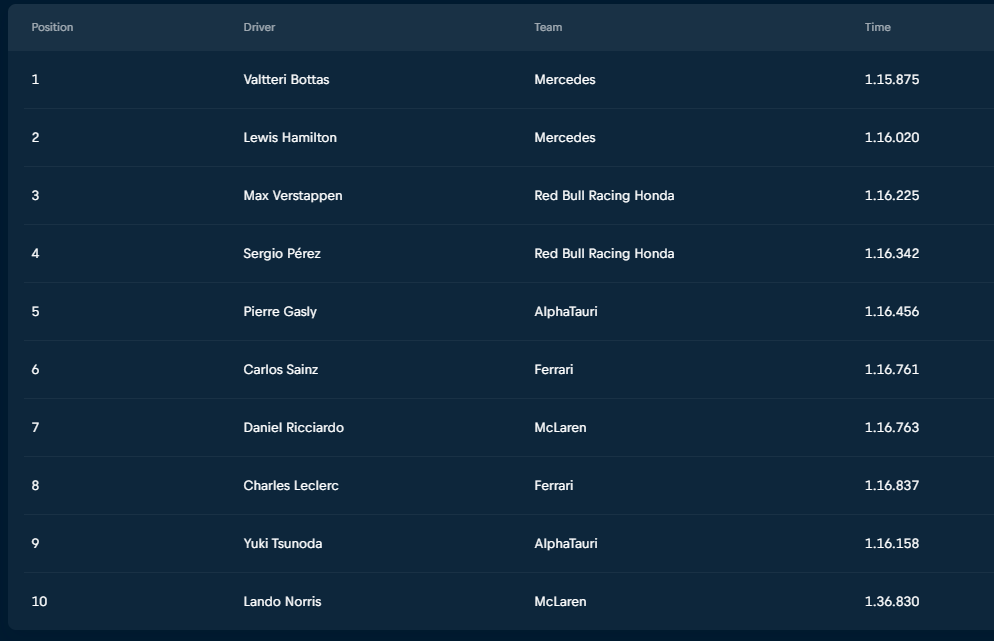 Position Driver Team Time
1 Valtteri Bottas Mercedes 1.15.875
2 Lewis Hamilton Mercedes 1.16.020
3 Max Verstappen Red Bull Racing Honda 1.16.225
4 Sergio Pérez Red Bull Racing Honda 1.16.342
5 Pierre Gasly AlphaTauri 1.16.456
6 Carlos Sainz Ferrari 1.16.761
7 Daniel Ricciardo McLaren 1.16.763
8 Charles Leclerc Ferrari 1.16.837
9 Yuki Tsunoda AlphaTauri 1.16.158
10 Lando Norris McLaren 1.36.830